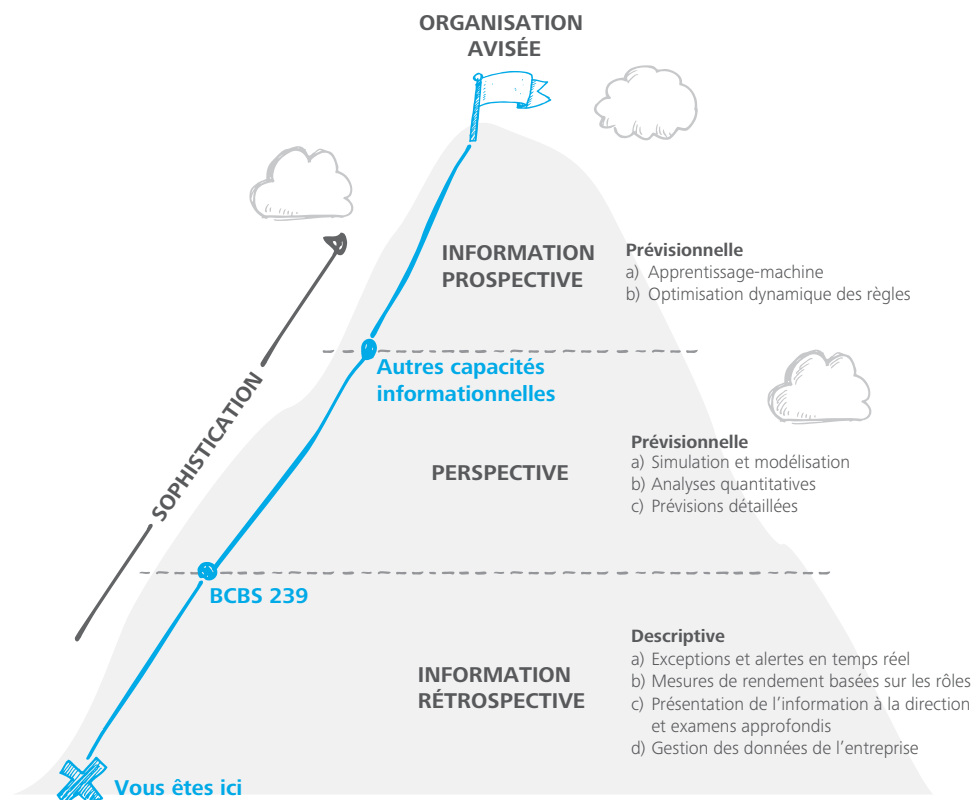 ORGANISATION
AVISÉE
INFORMATION
PROSPECTIVE
Prévisionnelle
a) Apprentissage-machine
b) Optimisation dynamique des règles
SOPHISTICATION
Autres capacités
informationnelles
PERSPECTIVE
Prévisionnelle
a) Simulation et modélisation
b) Analyses quantitatives
c) Prévisions détaillées
BCBS 239
INFORMATION
RÉTROSPECTIVE
Descriptive
a) Exceptions et alertes en temps réel
b) Mesures de rendement basées sur les rôles
c) Présentation de l’information à la direction
et examens approfondis
d) Gestion des données de l’entreprise
Vous êtes ici